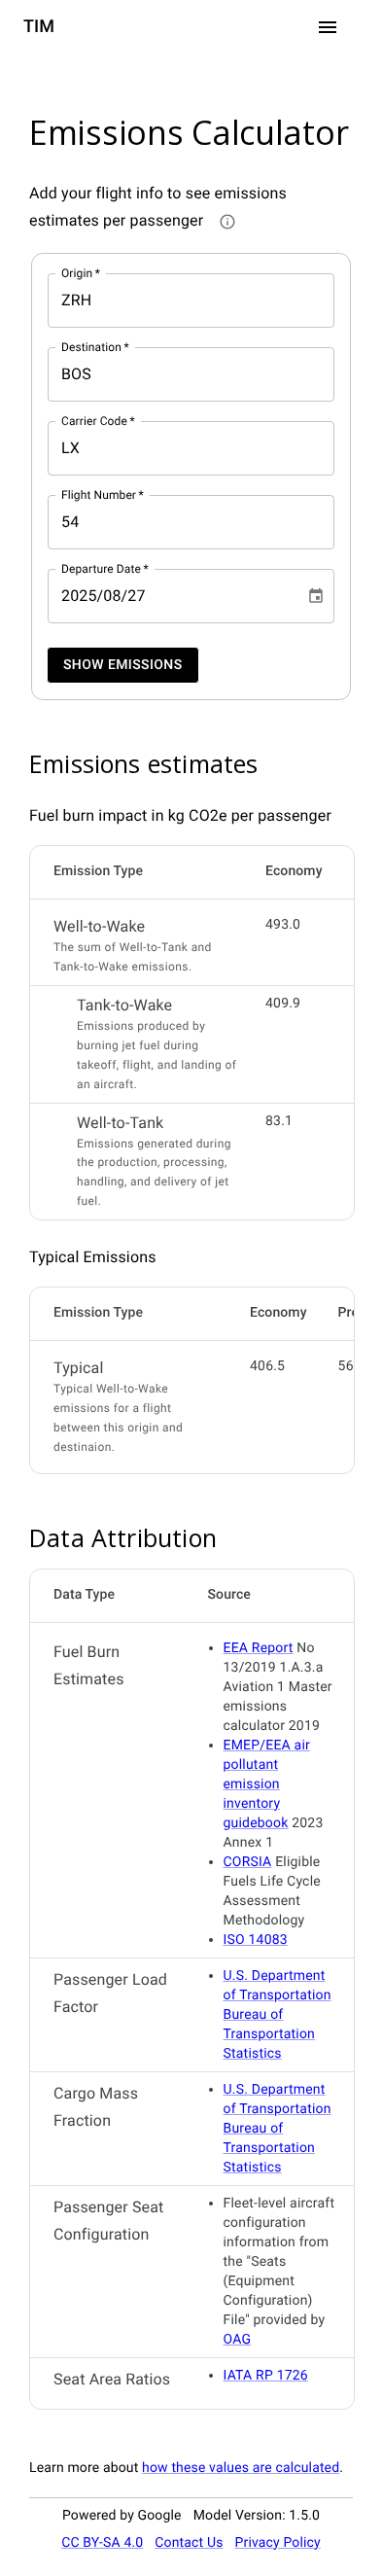 TIM
Emissions Calculator
Add your flight info to see emissions
estimates per passenger
Origin *
ZRH
Destination *
BOS
Carrier Code *
LX
Flight Number *
54
Departure Date *
2025/08/27
SHOW EMISSIONS
Emissions estimates
Fuel burn impact in kg CO2e per passenger
Emission Type Economy
Well-to-Wake 493.0
The sum of Well-to-Tank and
Tank-to-Wake emissions.
Tank-to-Wake 409.9
Emissions produced by
burning jet fuel during
takeoff, flight, and landing of
an aircraft.
Well-to-Tank 83.1
Emissions generated during
the production, processing,
handling, and delivery of jet
fuel.
Typical Emissions
Emission Type Economy
Typical 406.5
Typical Well-to-Wake
emissions for a flight
between this origin and
destinaion.
Data Attribution
Data Type Source
Fuel Burn
Estimates
• EEA Report No
13/2019 1.A.3.a
Aviation 1 Master
emissions
calculator 2019
• EMEP/EEA air
pollutant
emission
inventory
guidebook 2023
Annex 1
• CORSIA Eligible
Fuels Life Cycle
Assessment
Methodology
• ISO 14083
Passenger Load
Factor
• U.S. Department
of Transportation
Bureau of
Transportation
Statistics
Cargo Mass
Fraction
• U.S. Department
of Transportation
Bureau of
Transportation
Statistics
Passenger Seat
Configuration
• Fleet-level aircraft
configuration
information from
the "Seats
(Equipment
Configuration)
File" provided by
OAG
Seat Area Ratios
• IATA RP 1726
Learn more about how these values are calculated.
Powered by Google Model Version: 1.5.0
CC BY-SA 4.0 Contact Us Privacy Policy